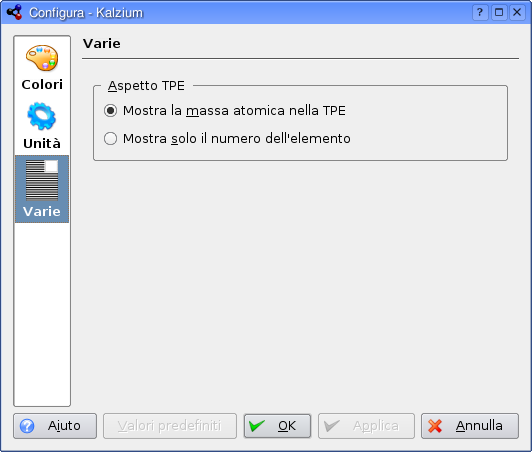 Configura - Kalzium
Colori
Unità
Varie
Varie
Aspetto TPE
Mostra la massa atomica nella TPE
Mostra solo il numero dell'elemento
Aiuto
Valori predefiniti
OK
Applica
Annulla